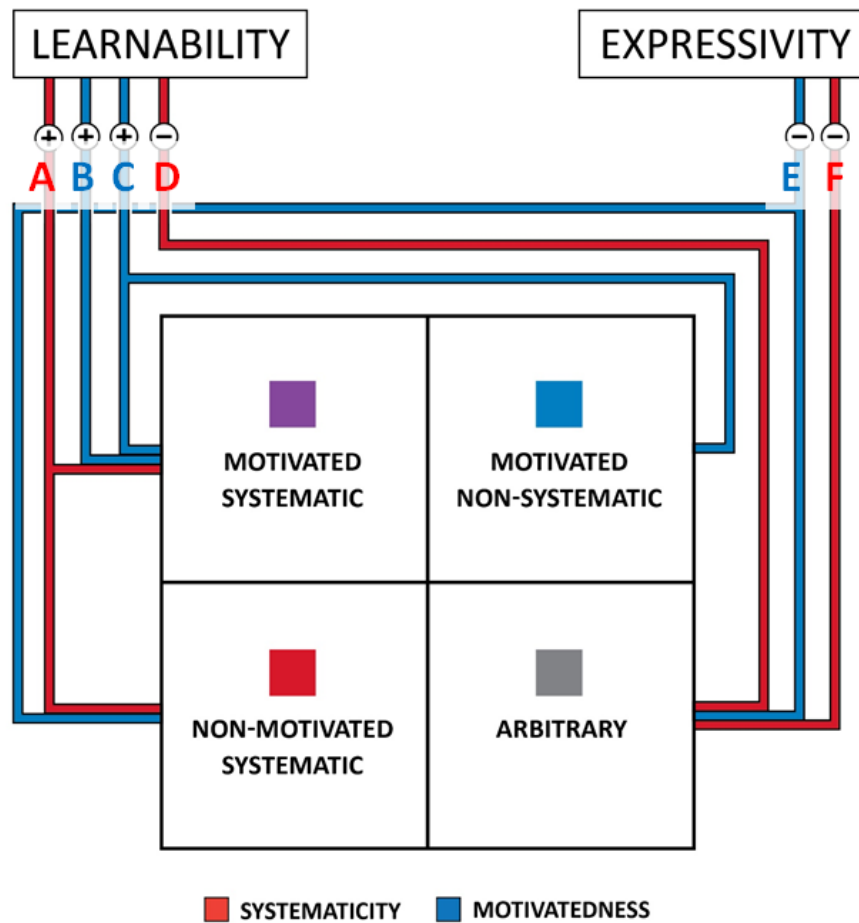 LEARNABILITY
EXPRESSIVITY
+ + + − − −
A B C D E F
MOTIVATED
SYSTEMATIC
MOTIVATED
NON-SYSTEMATIC
NON-MOTIVATED
SYSTEMATIC
ARBITRARY
SYSTEMATICITY
MOTIVATEDNESS